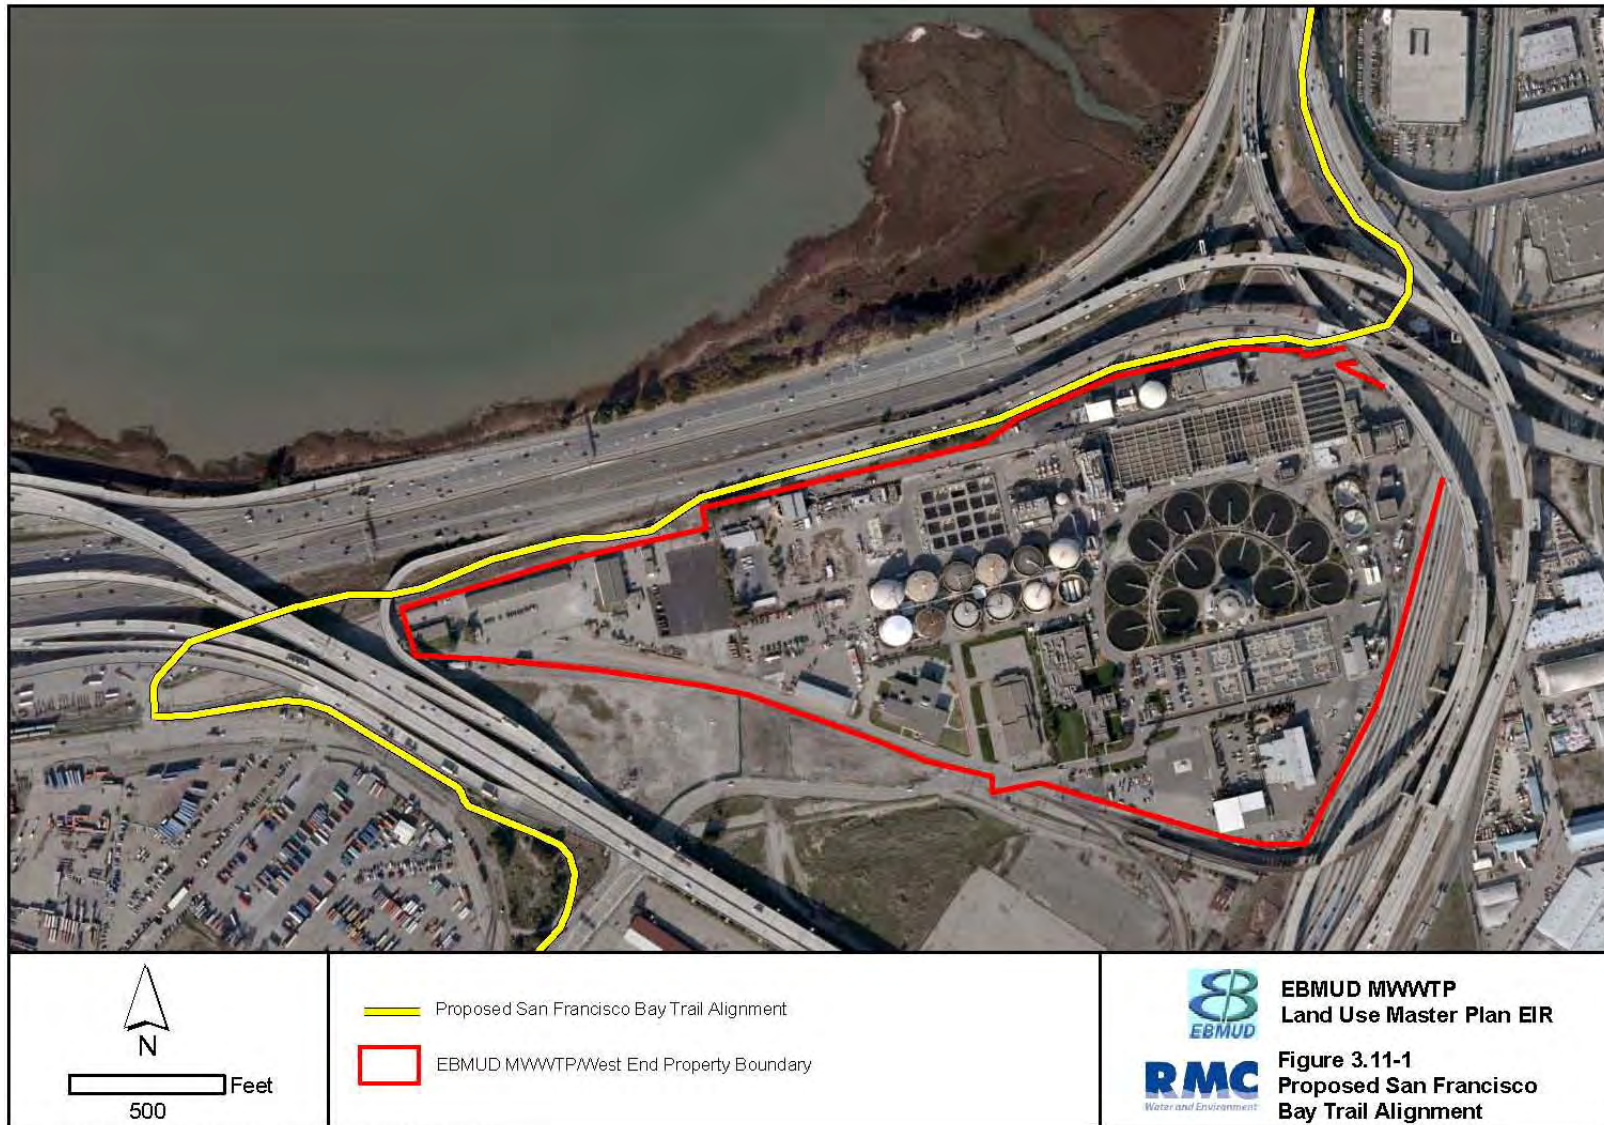 N
Feet
500
Proposed San Francisco Bay Trail Alignment
EBMUD MWWTP/West End Property Boundary
EBMUD
EBMUD MWWTP
Land Use Master Plan EIR
RMC
Water and Environment
Figure 3.11-1
Proposed San Francisco
Bay Trail Alignment